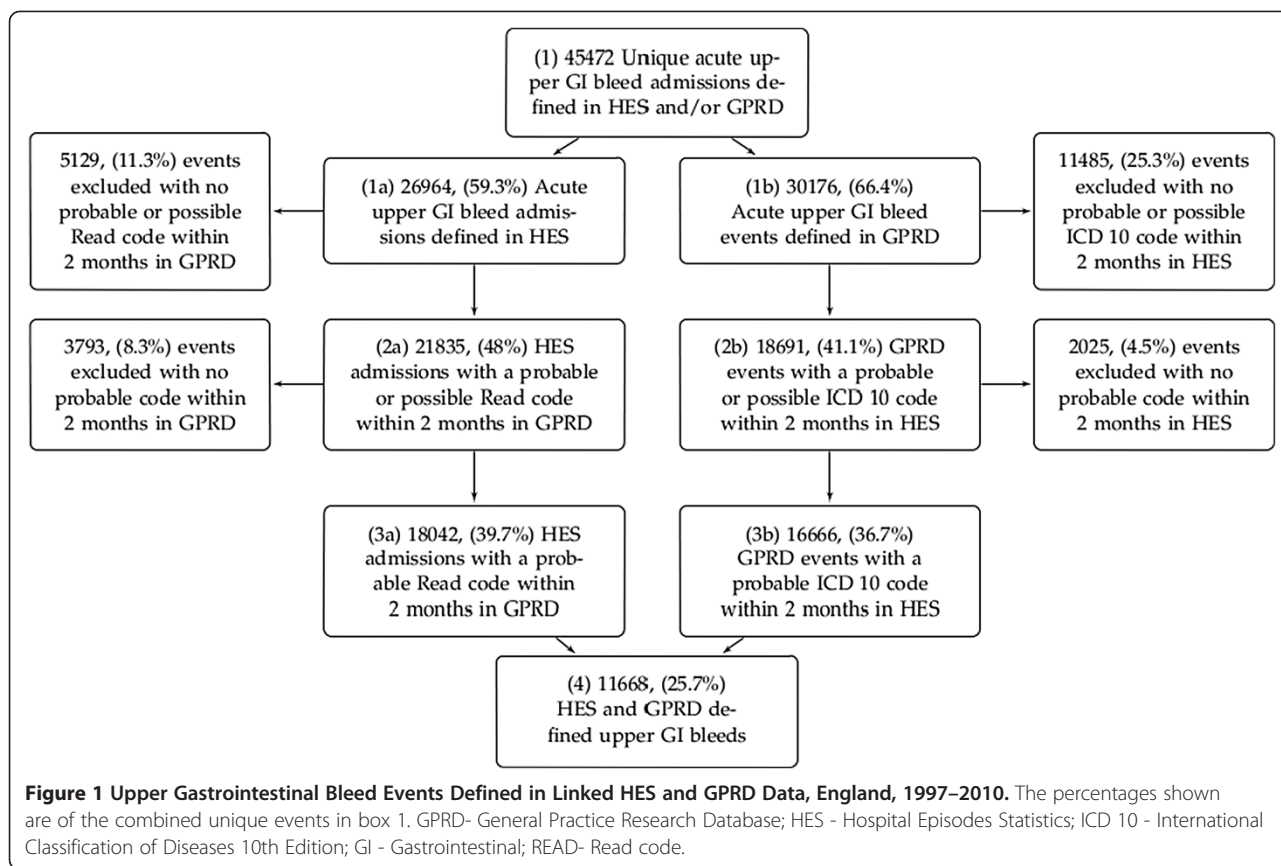 (1) 45472 Unique acute up-
per GI bleed admissions de-
fined in HES and/or GPRD
5129, (11.3%) events
excluded with no
probable or possible
Read code within
2 months in GPRD
(1a) 26964, (59.3%) Acute
upper GI bleed admis-
sions defined in HES
(1b) 30176, (66.4%)
Acute upper GI bleed
events defined in GPRD
11485, (25.3%) events
excluded with no
probable or possible
ICD 10 code within
2 months in HES
3793, (8.3%) events
excluded with no
probable code within
2 months in GPRD
(2a) 21835, (48%) HES
admissions with a probable
or possible Read code
within 2 months in GPRD
(2b) 18691, (41.1%) GPRD
events with a probable
or possible ICD 10 code
within 2 months in HES
2025, (4.5%) events
excluded with no
probable code within
2 months in HES
(3a) 18042, (39.7%) HES
admissions with a prob-
able Read code within
2 months in GPRD
(3b) 16666, (36.7%)
GPRD events with a
probable ICD 10 code
within 2 months in HES
(4) 11668, (25.7%)
HES and GPRD de-
fined upper GI bleeds
Figure 1 Upper Gastrointestinal Bleed Events Defined in Linked HES and GPRD Data, England, 1997–2010. The percentages shown
are of the combined unique events in box 1. GPRD- General Practice Research Database; HES - Hospital Episodes Statistics; ICD 10 - International
Classification of Diseases 10th Edition; GI - Gastrointestinal; READ- Read code.